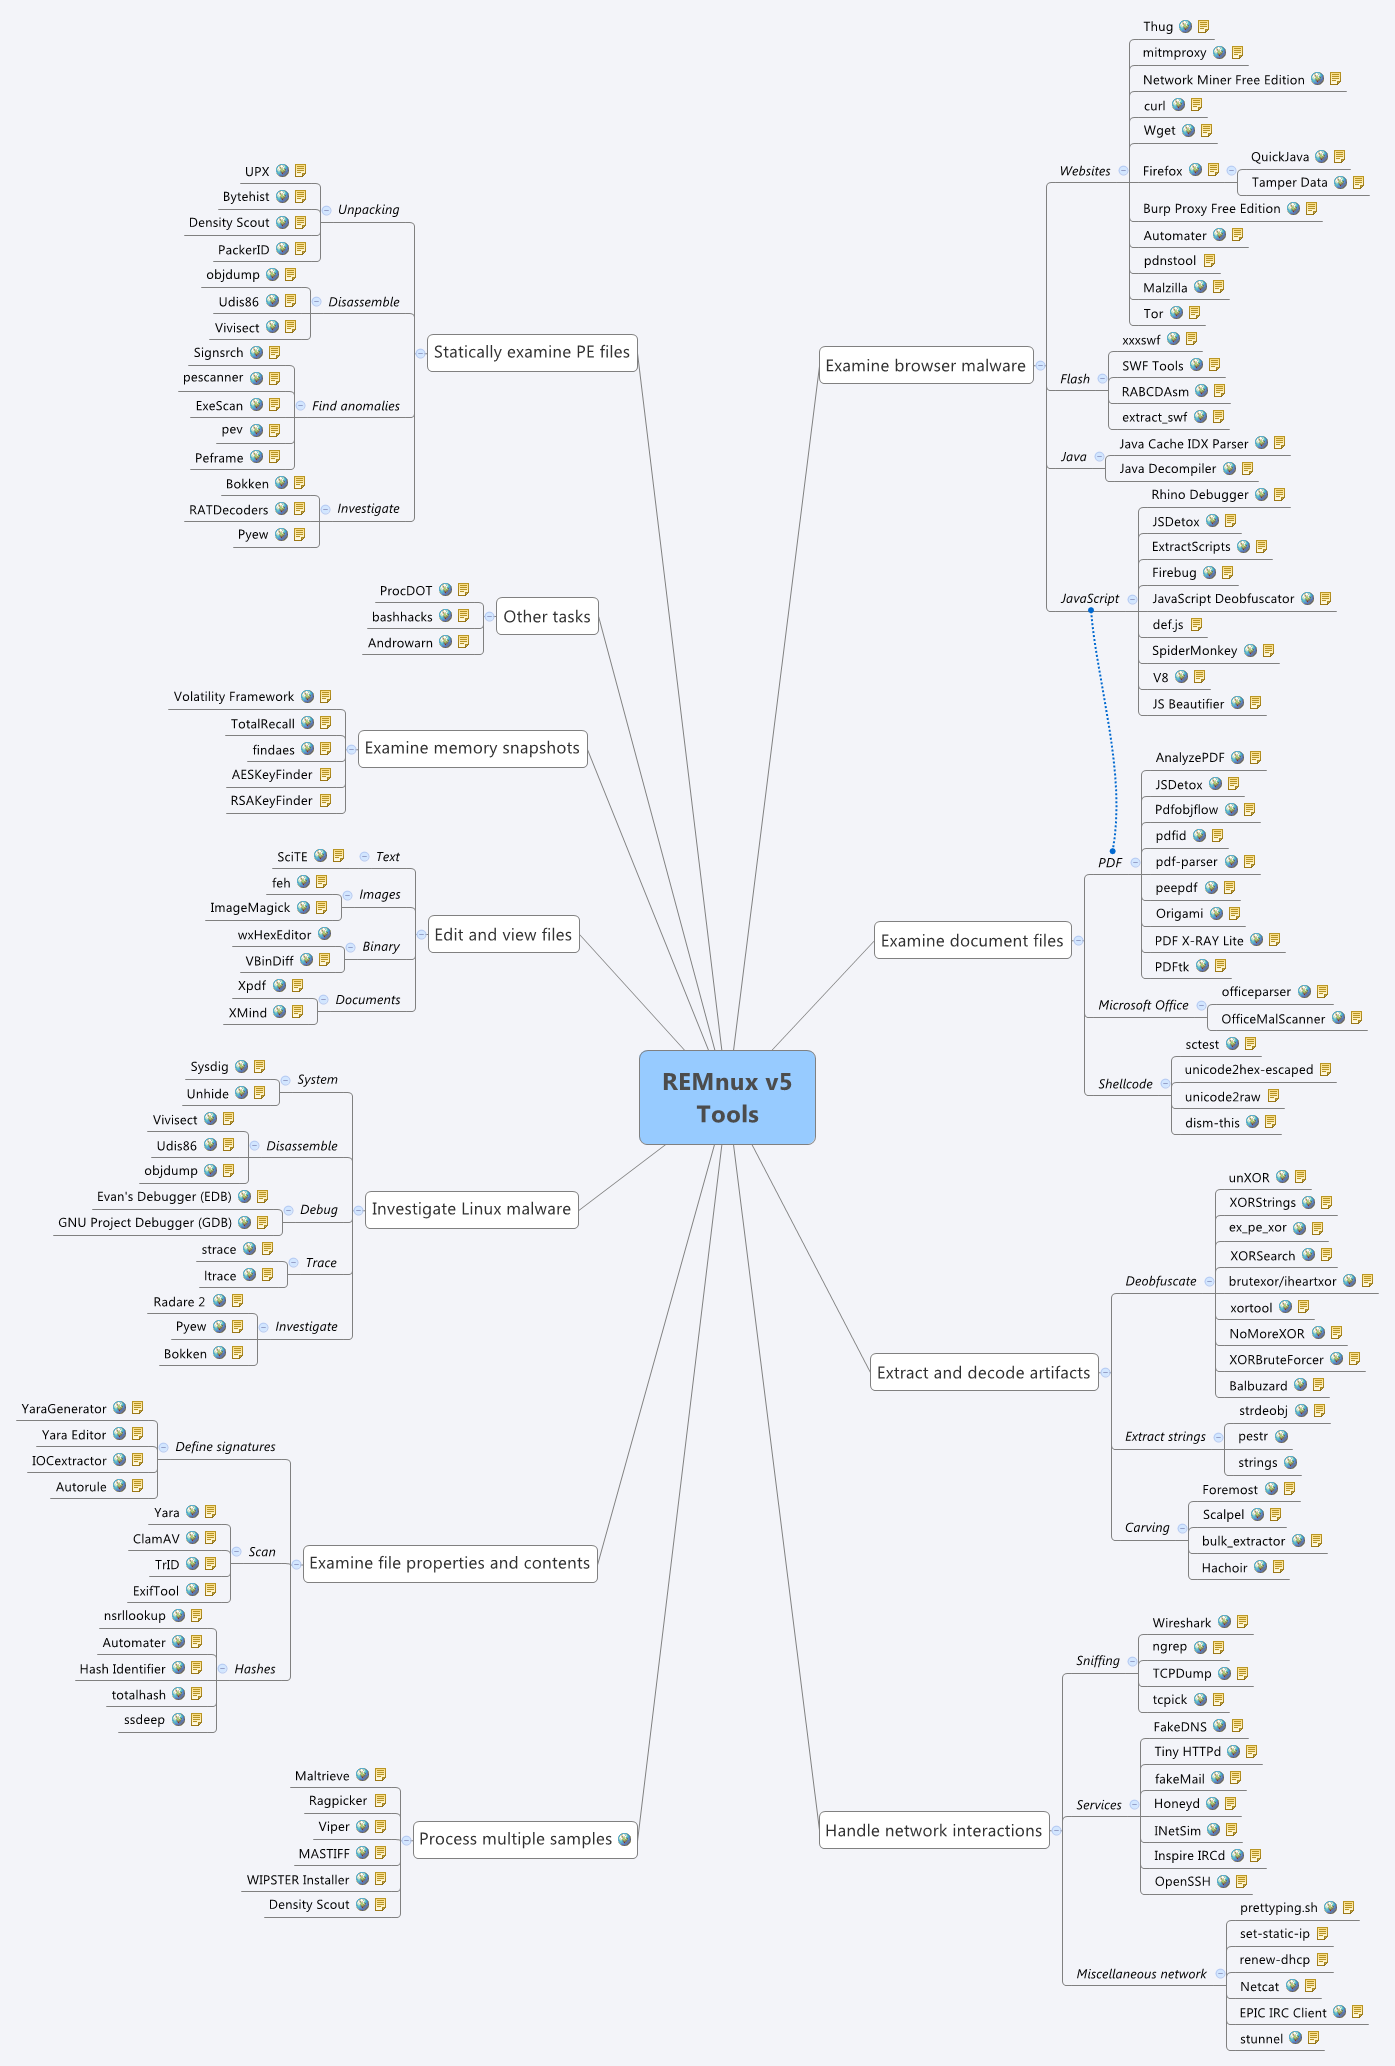 REMnux v5
Tools
Statically examine PE files
Unpacking
UPX
Bytehist
Density Scout
PackerID
Disassemble
objdump
Udis86
Vivisect
Find anomalies
Signsrch
pescanner
ExeScan
pev
Peframe
Investigate
Bokken
RATDecoders
Pyew
Other tasks
ProcDOT
bashhacks
Androwarn
Examine memory snapshots
Volatility Framework
TotalRecall
findaes
AESKeyFinder
RSAKeyFinder
Edit and view files
Text
SciTE
Images
feh
ImageMagick
Binary
wxHexEditor
VBinDiff
Documents
Xpdf
XMind
Investigate Linux malware
System
Sysdig
Unhide
Disassemble
Vivisect
Udis86
objdump
Debug
Evan's Debugger (EDB)
GNU Project Debugger (GDB)
Trace
strace
ltrace
Investigate
Radare 2
Pyew
Bokken
Examine file properties and contents
Define signatures
YaraGenerator
Yara Editor
IOCextractor
Autorule
Scan
Yara
ClamAV
TrID
ExifTool
Hashes
nsrllookup
Automater
Hash Identifier
totalhash
ssdeep
Process multiple samples
Maltrieve
Ragpicker
Viper
MASTIFF
WIPSTER Installer
Density Scout
Examine browser malware
Websites
Thug
mitmproxy
Network Miner Free Edition
curl
Wget
Firefox
QuickJava
Tamper Data
Burp Proxy Free Edition
Automater
pdnstool
Malzilla
Tor
Flash
xxxswf
SWF Tools
RABCDAsm
extract_swf
Java
Java Cache IDX Parser
Java Decompiler
JavaScript
Rhino Debugger
JSDetox
ExtractScripts
Firebug
JavaScript Deobfuscator
def.js
SpiderMonkey
V8
JS Beautifier
Examine document files
PDF
AnalyzePDF
JSDetox
Pdfobjflow
pdfid
pdf-parser
peepdf
Origami
PDF X-RAY Lite
PDFtk
Microsoft Office
officeparser
OfficeMalScanner
Shellcode
sctest
unicode2hex-escaped
unicode2raw
dism-this
Extract and decode artifacts
Deobfuscate
unXOR
XORStrings
ex_pe_xor
XORSearch
brutexor/iheartxor
xortool
NoMoreXOR
XORBruteForcer
Balbuzard
Extract strings
strdeobj
pestr
strings
Carving
Foremost
Scalpel
bulk_extractor
Hachoir
Handle network interactions
Sniffing
Wireshark
ngrep
TCPDump
tcpick
Services
FakeDNS
Tiny HTTPd
fakeMail
Honeyd
INetSim
Inspire IRCd
OpenSSH
Miscellaneous network
prettyping.sh
set-static-ip
renew-dhcp
Netcat
EPIC IRC Client
stunnel